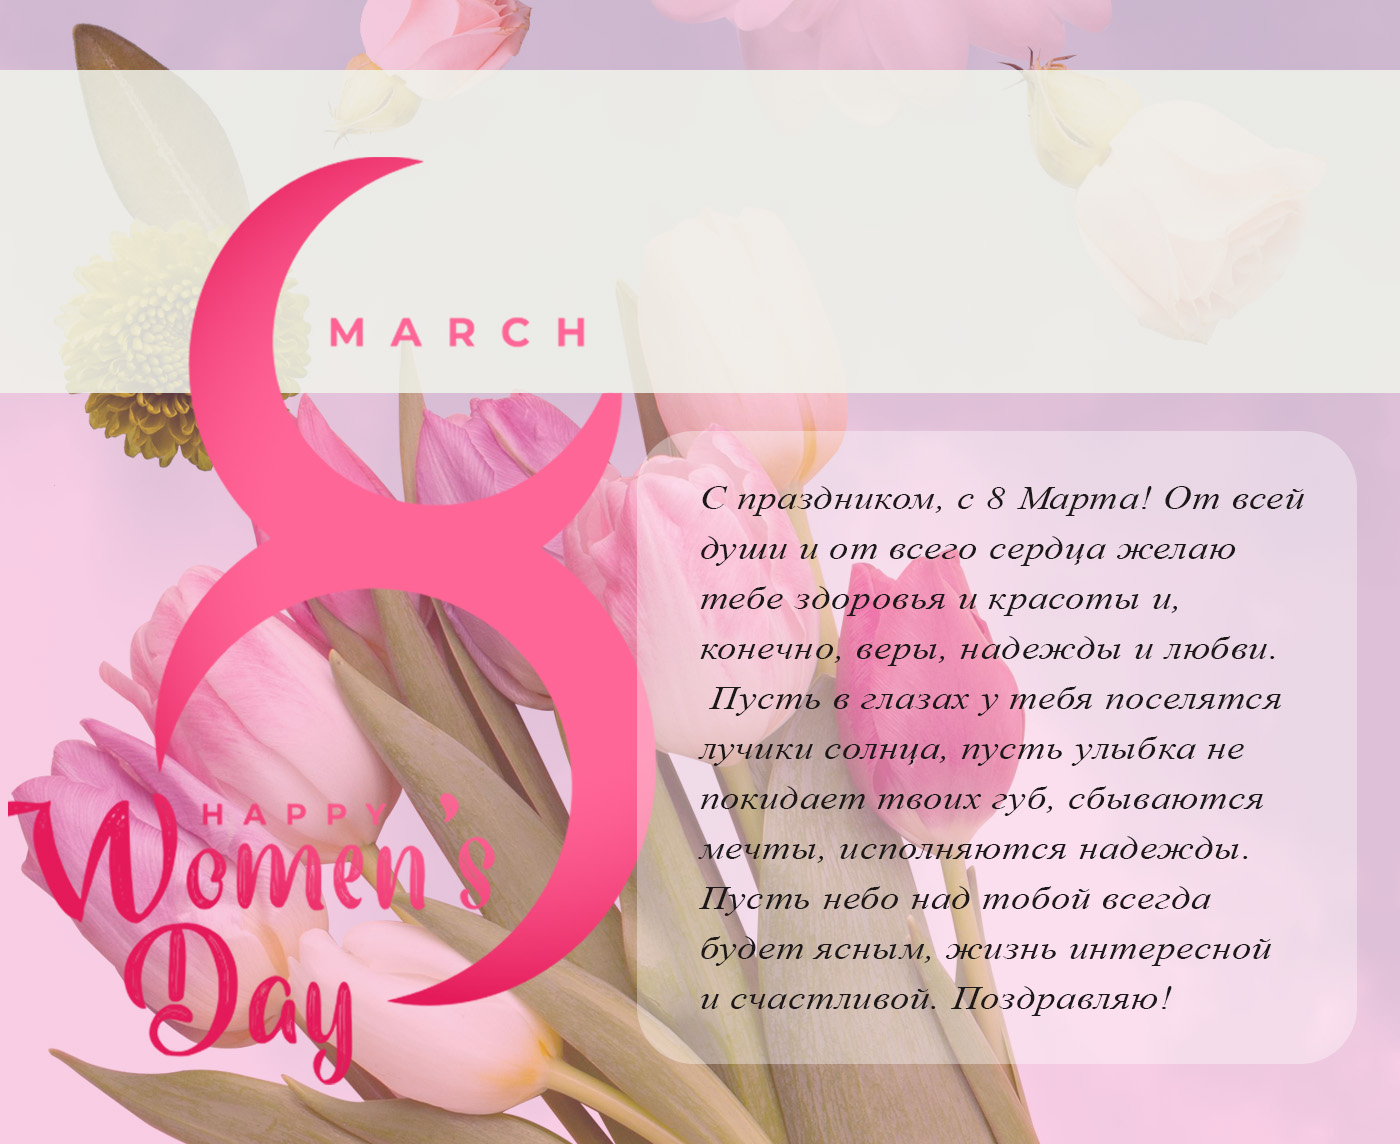 8
MARCH
HAPPY
Women's
Day
С праздником, с 8 Марта! От всей
души и от всего сердца желаю
тебе здоровья и красоты и,
конечно, веры, надежды и любви.
Пусть в глазах у тебя поселятся
лучики солнца, пусть улыбка не
покидает твоих губ, сбываются
мечты, исполняются надежды.
Пусть небо над тобой всегда
будет ясным, жизнь интересной
и счастливой. Поздравляю!